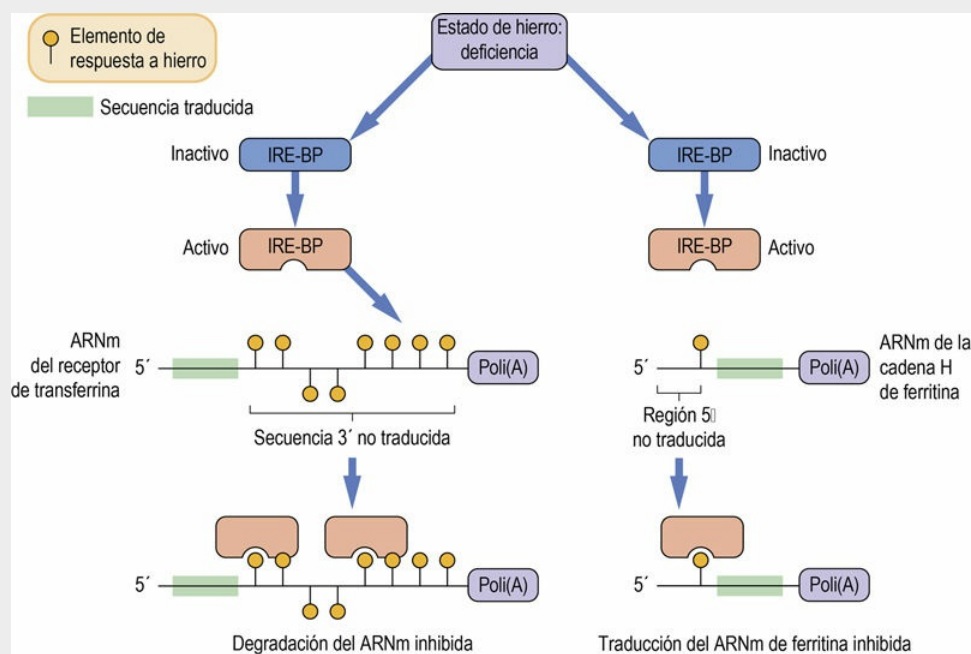 Elemento de
respuesta a hierro
Secuencia traducida
Estado de hierro:
deficiencia
Inactivo
IRE-BP
IRE-BP
Inactivo
Activo
IRE-BP
IRE-BP
Activo
ARNm
del receptor
de transferrina
5´
Poli(A)
Secuencia 3´ no traducida
5´
Poli(A)
ARNm de la
cadena H
de ferritina
Región 5▯
no traducida
5´
Poli(A)
Degradación del ARNm inhibida
5´
Poli(A)
Traducción del ARNm de ferritina inhibida